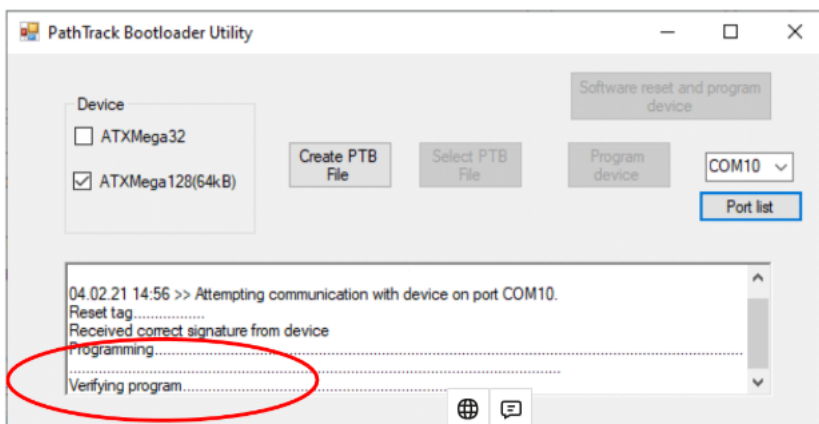 PathTrack Bootloader Utility
Software reset and program
device
Device
ATXMega32
Create PTB
File
Select PTB
File
Program
device
COM10
ATXMega128(64kB)
Port list
04.02.21 14:56 >> Attempting communication with device on port COM10.
Reset tag.................
Received correct signature from device
Programming....................................................................................................................................................
..........................................................................................................................
Verifying program..................................................................